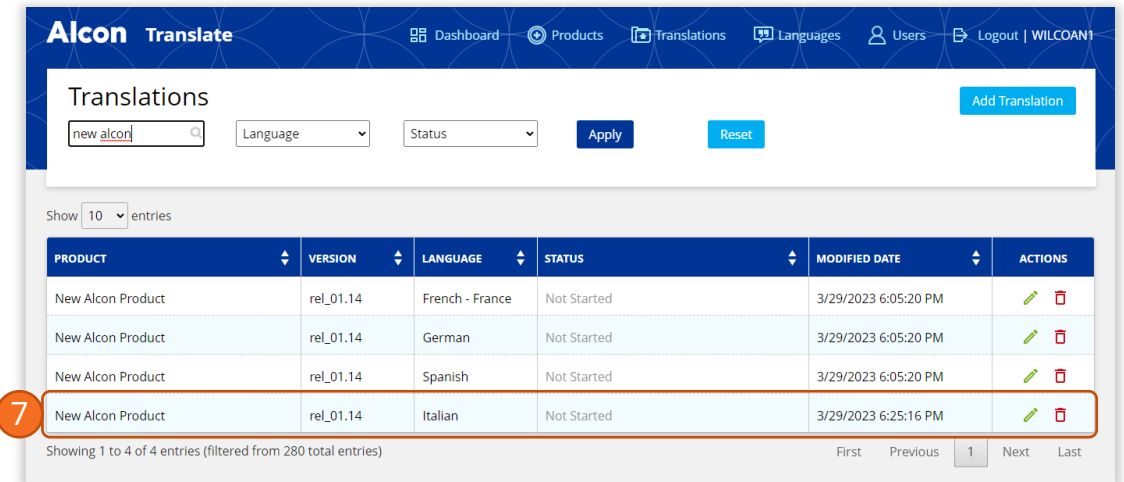 Alcon Translate Dashboard Products Translations Languages Users Logout | WILCOAN1
Translations
Add Translation
new alcon Language Status Apply Reset
Show 10 entries
PRODUCT VERSION LANGUAGE STATUS MODIFIED DATE ACTIONS
New Alcon Product rel_01.14 French - France Not Started 3/29/2023 6:05:20 PM
New Alcon Product rel_01.14 German Not Started 3/29/2023 6:05:20 PM
New Alcon Product rel_01.14 Spanish Not Started 3/29/2023 6:05:20 PM
7 New Alcon Product rel_01.14 Italian Not Started 3/29/2023 6:25:16 PM
Showing 1 to 4 of 4 entries (filtered from 280 total entries) First Previous 1 Next Last